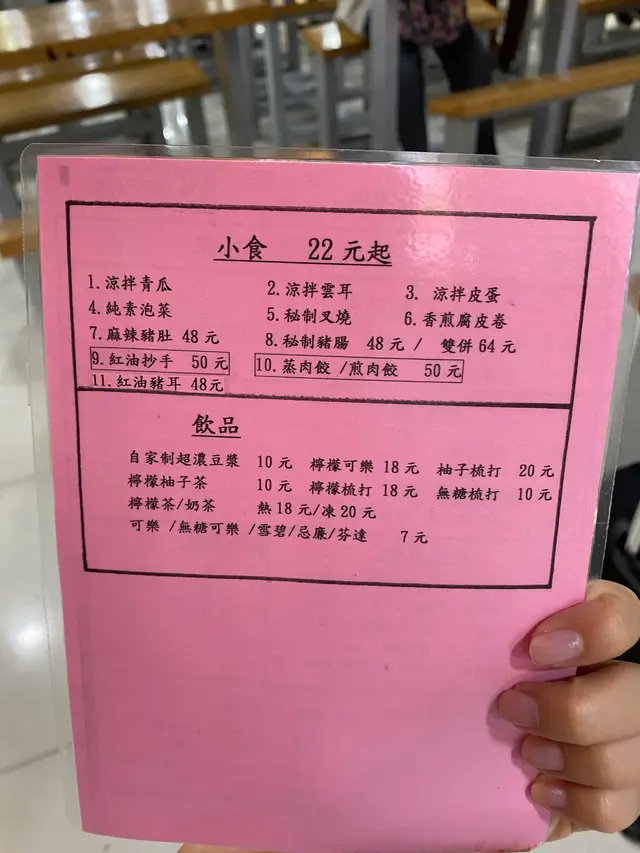 小食 22元起
1.涼拌青瓜 2.涼拌雲耳 3. 涼拌皮蛋
4.純素泡菜 5.秘制叉燒 6.香煎腐皮卷
7.麻辣豬肚 48元 8.秘制豬腸 48元 / 雙併64元
9.紅油抄手 50元 10.蒸肉餃/煎肉餃 50元
11.紅油豬耳 48元
飲品
自家制超濃豆漿 10元 檸檬可樂 18元 柚子梳打 20元
檸檬柚子茶 10元 檸檬梳打 18元 無糖梳打 10元
檸檬茶/奶茶 熱18元/凍20元
可樂/無糖可樂/雪碧/忌廉/芬達 7元